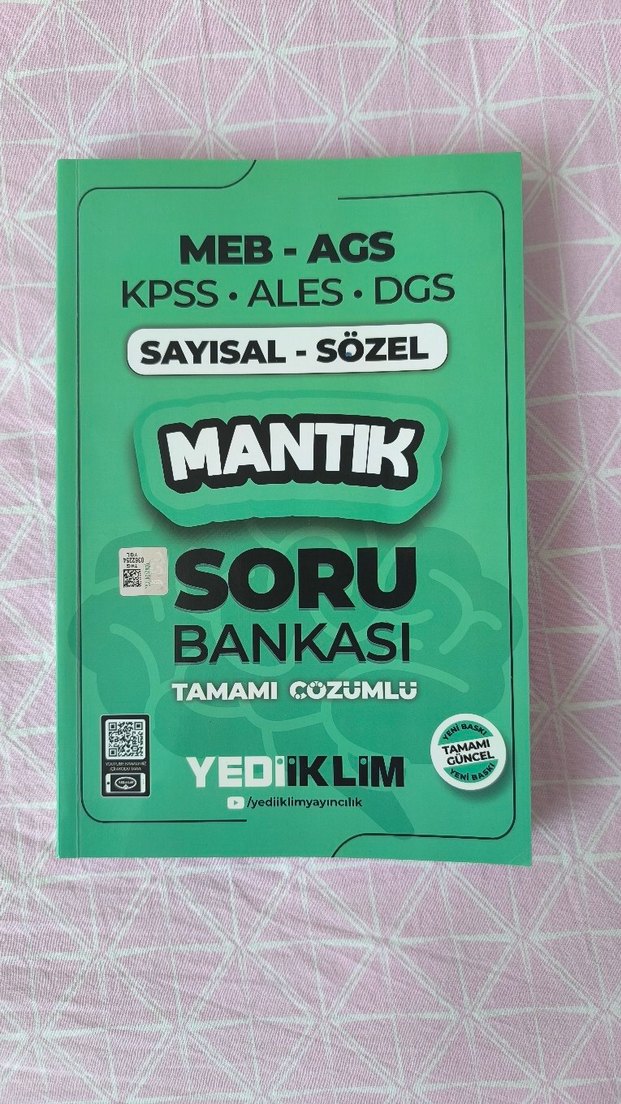 MEB - AGS
KPSS • ALES • DGS
SAYISAL - SÖZEL
MANTIK
SORU
BANKASI
TAMAMI ÇÖZÜMLÜ
YENİ BASKI
TAMAMI
GÜNCEL
YENİ BASKI
YEDİİKLİM
/yediiklimyayıncılık